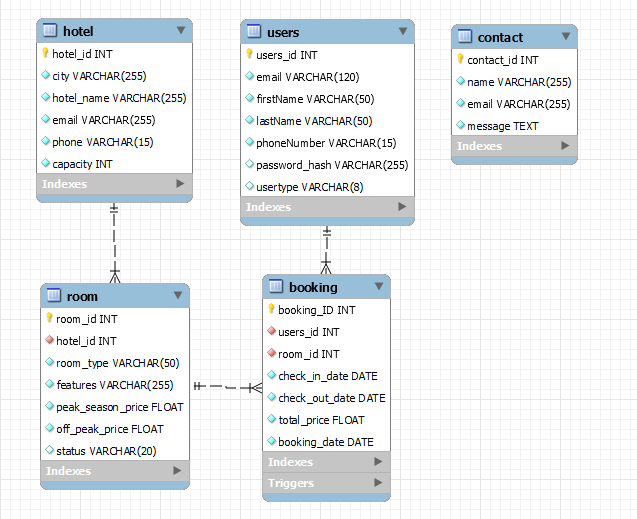 hotel
hotel_id INT
city VARCHAR(255)
hotel_name VARCHAR(255)
email VARCHAR(255)
phone VARCHAR(15)
capacity INT
Indexes
users
users_id INT
email VARCHAR(120)
firstName VARCHAR(50)
lastName VARCHAR(50)
phoneNumber VARCHAR(15)
password_hash VARCHAR(255)
usertype VARCHAR(8)
Indexes
contact
contact_id INT
name VARCHAR(255)
email VARCHAR(255)
message TEXT
Indexes
room
room_id INT
hotel_id INT
room_type VARCHAR(50)
features VARCHAR(255)
peak_season_price FLOAT
off_peak_price FLOAT
status VARCHAR(20)
Indexes
booking
booking_ID INT
users_id INT
room_id INT
check_in_date DATE
check_out_date DATE
total_price FLOAT
booking_date DATE
Indexes
Triggers